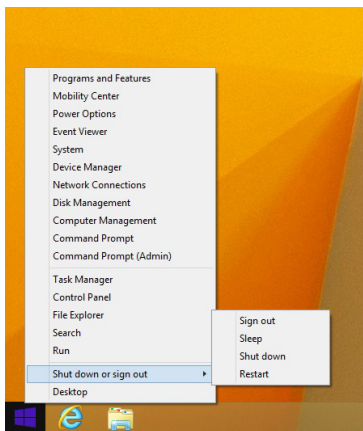 Programs and Features
Mobility Center
Power Options
Event Viewer
System
Device Manager
Network Connections
Disk Management
Computer Management
Command Prompt
Command Prompt (Admin)
Task Manager
Control Panel
File Explorer
Search
Run
Shut down or sign out
Desktop
Sign out
Sleep
Shut down
Restart